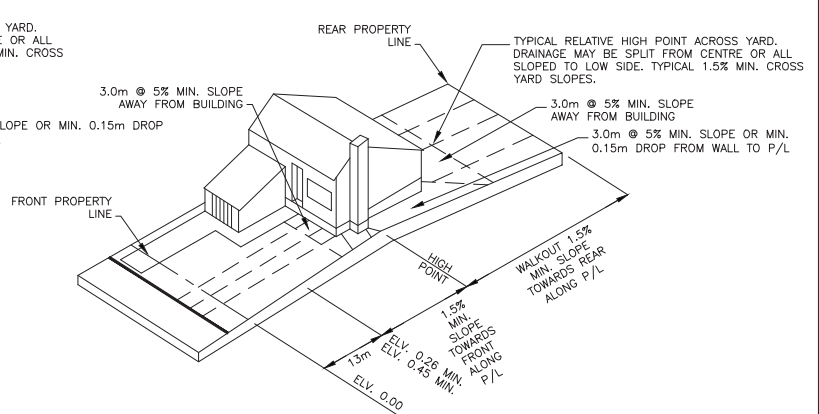 YARD.
E OR ALL
MIN. CROSS
REAR PROPERTY
LINE
TYPICAL RELATIVE HIGH POINT ACROSS YARD.
DRAINAGE MAY BE SPLIT FROM CENTRE OR ALL
SLOPED TO LOW SIDE. TYPICAL 1.5% MIN. CROSS
YARD SLOPES.
3.0m @ 5% MIN. SLOPE
AWAY FROM BUILDING
3.0m @ 5% MIN. SLOPE
AWAY FROM BUILDING
SLOPE OR MIN. 0.15m DROP
3.0m @ 5% MIN. SLOPE OR MIN.
0.15m DROP FROM WALL TO P/L
FRONT PROPERTY
LINE
HIGH
POINT
WALKOUT 1.5%
MIN. SLOPE
TOWARDS REAR
ALONG P/L
1.5%
MIN.
SLOPE
TOWARDS
FRONT
ALONG
P/L
13m
ELV. 0.26 MIN.
ELV. 0.45 MIN.
ELV. 0.00